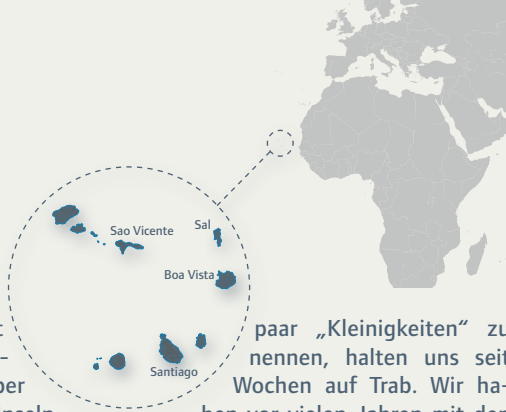 Sao Vicente
Sal
Boa Vista
Santiago
paar „Kleinigkeiten“ zu
nennen, halten uns seit
Wochen auf Trab. Wir ha-